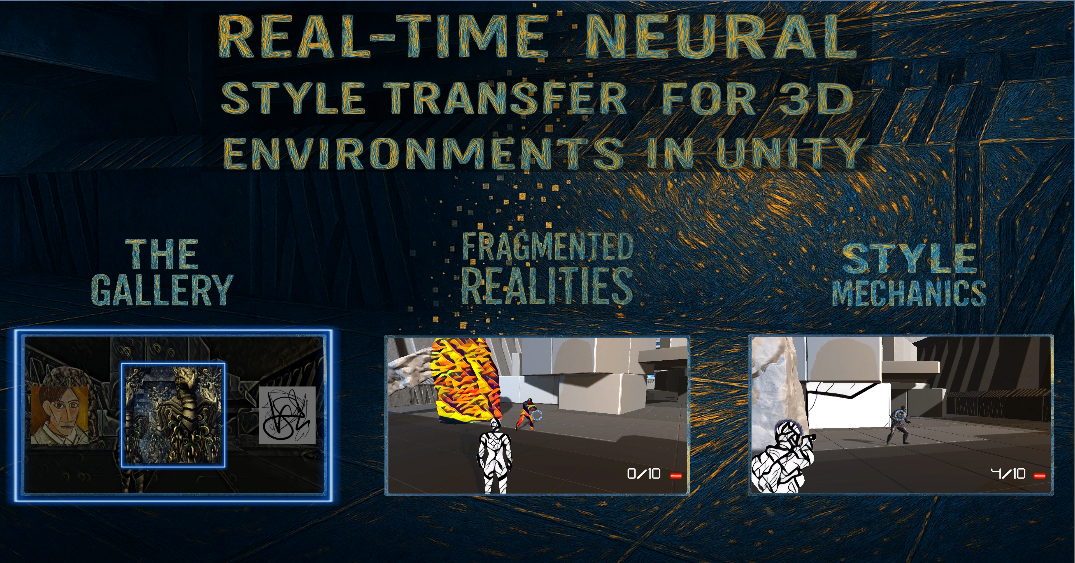 REAL-TIME NEURAL
STYLE TRANSFER FOR 3D
ENVIRONMENTS IN UNITY
THE
GALLERY
FRAGMENTED
REALITIES
STYLE
MECHANICS
0/10
4/10